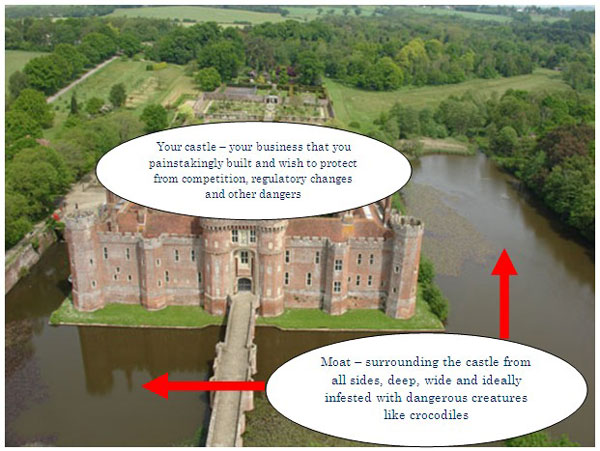 Your castle – your business that you
painstakingly built and wish to protect
from competition, regulatory changes
and other dangers
Moat – surrounding the castle from
all sides, deep, wide and ideally
infested with dangerous creatures
like crocodiles